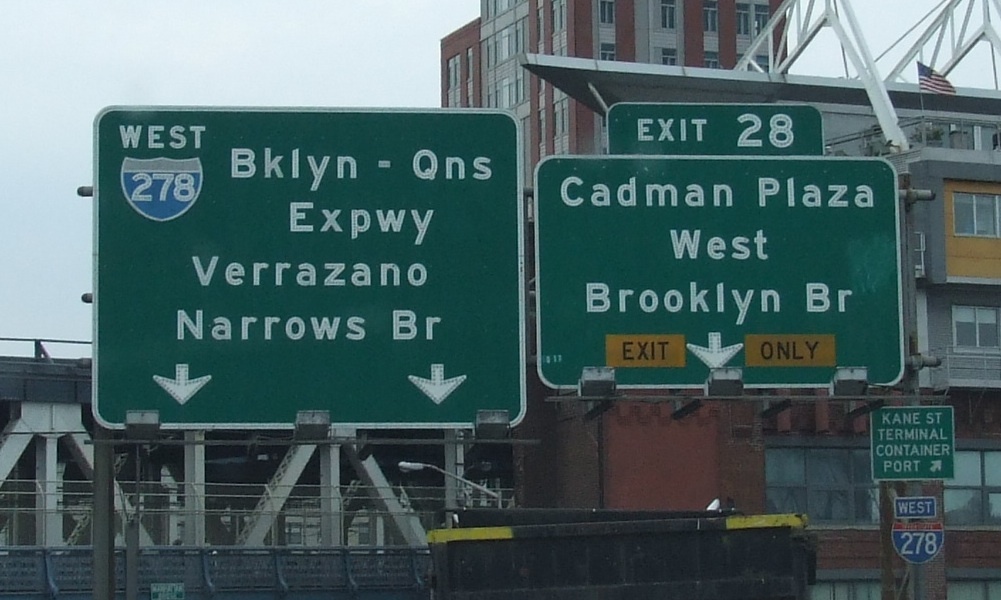 WEST
278
Bklyn - Qns
Expwy
Verrazano
Narrows Br
EXIT 28
Cadman Plaza
West
Brooklyn Br
EXIT ONLY
KANE ST
TERMINAL
CONTAINER
PORT
WEST
278